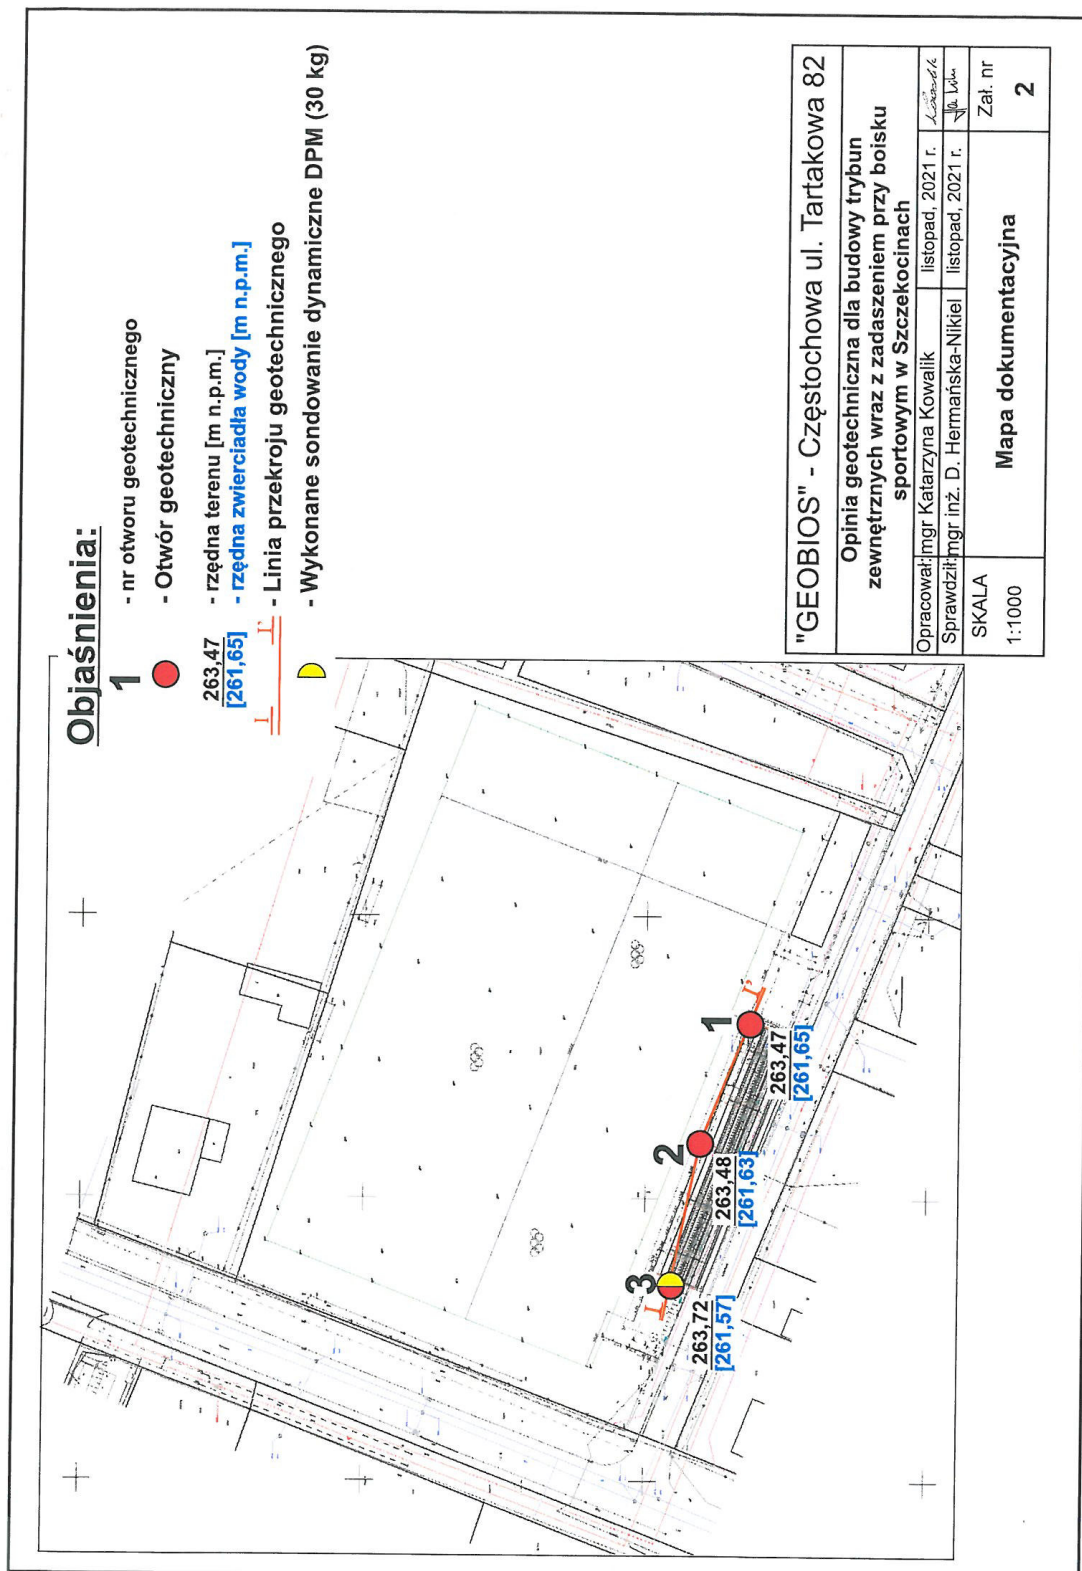 Objaśnienia:
1 - nr otworu geotechnicznego
- Otwór geotechniczny
263,47 - rzędna terenu [m n.p.m.]
[261,65] - rzędna zwierciadła wody [m n.p.m.]
I I' - Linia przekroju geotechnicznego
- Wykonane sondowanie dynamiczne DPM (30 kg)
3
I
263,72
[261,57]
2
263,48
[261,63]
1
I'
263,47
[261,65]
"GEOBIOS" - Częstochowa ul. Tartakowa 82
Opinia geotechniczna dla budowy trybun
zewnętrznych wraz z zadaszeniem przy boisku
sportowym w Szczekocinach
Opracował: mgr Katarzyna Kowalik listopad, 2021 r.
Sprawdził: mgr inż. D. Hermańska-Nikiel listopad, 2021 r.
SKALA
1:1000
Mapa dokumentacyjna
Zał. nr
2